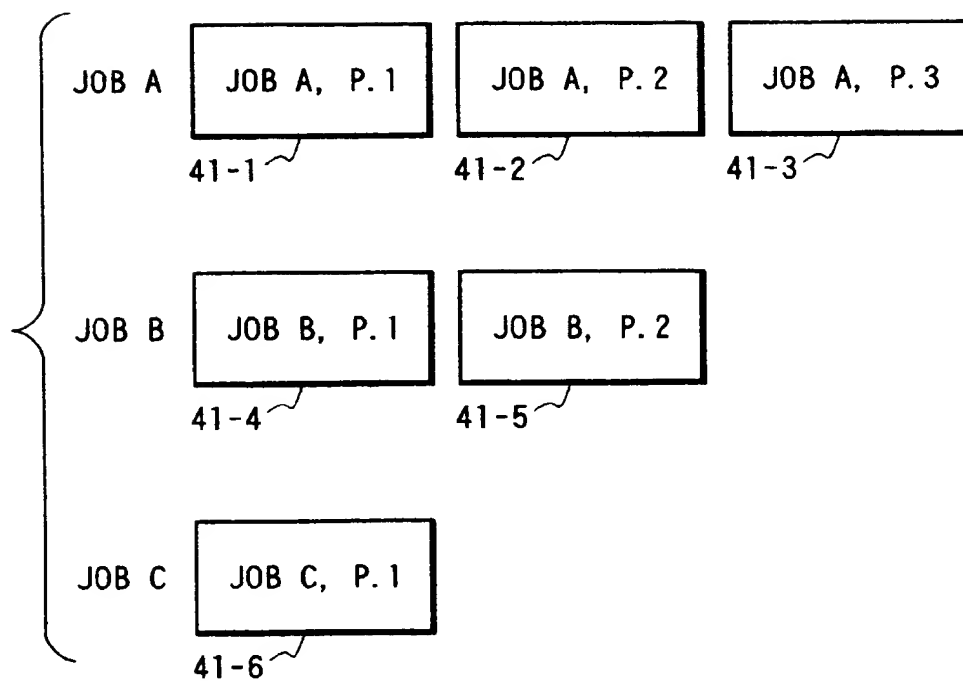 JOB A JOB A, P.1 JOB A, P.2 JOB A, P.3
41-1 41-2 41-3
JOB B JOB B, P.1 JOB B, P.2
41-4 41-5
JOB C JOB C, P.1
41-6